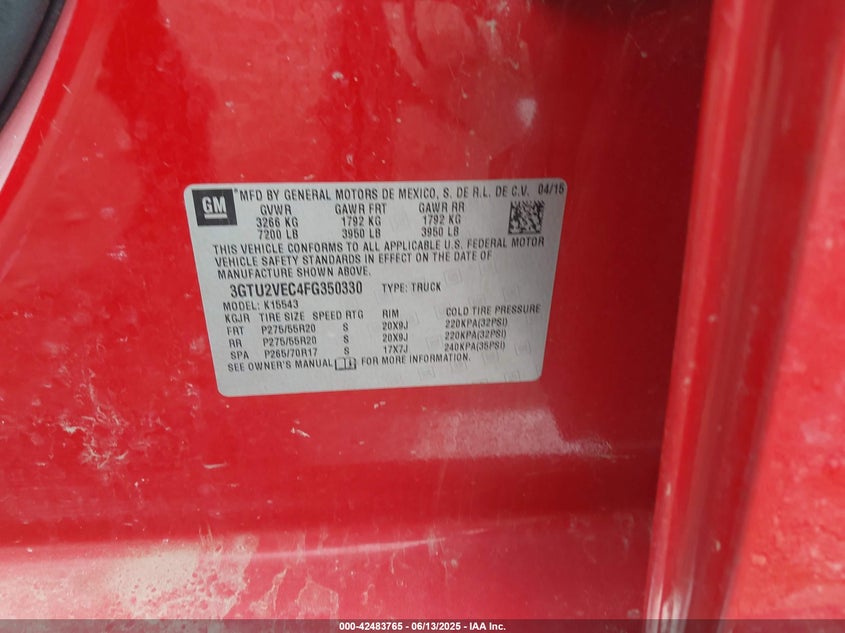 GM ® MFD BY GENERAL MOTORS DE MEXICO, S. DE R.L. DE C.V. 04/15
GVWR GAWR FRT GAWR RR
3266 KG 1792 KG 1792 KG
7200 LB 3950 LB 3950 LB
THIS VEHICLE CONFORMS TO ALL APPLICABLE U.S. FEDERAL MOTOR
VEHICLE SAFETY STANDARDS IN EFFECT ON THE DATE OF
MANUFACTURE SHOWN ABOVE.
3GTU2VEC4FG350330 TYPE: TRUCK
MODEL: K15543
KGJR TIRE SIZE SPEED RTG RIM COLD TIRE PRESSURE
FRT P275/55R20 S 20X9J 220KPA(32PSI)
RR P275/55R20 S 20X9J 220KPA(32PSI)
SPA P265/70R17 S 17X7J 240KPA(35PSI)
SEE OWNER'S MANUAL FOR MORE INFORMATION.
000-42483765 - 06/13/2025 - IAA Inc.